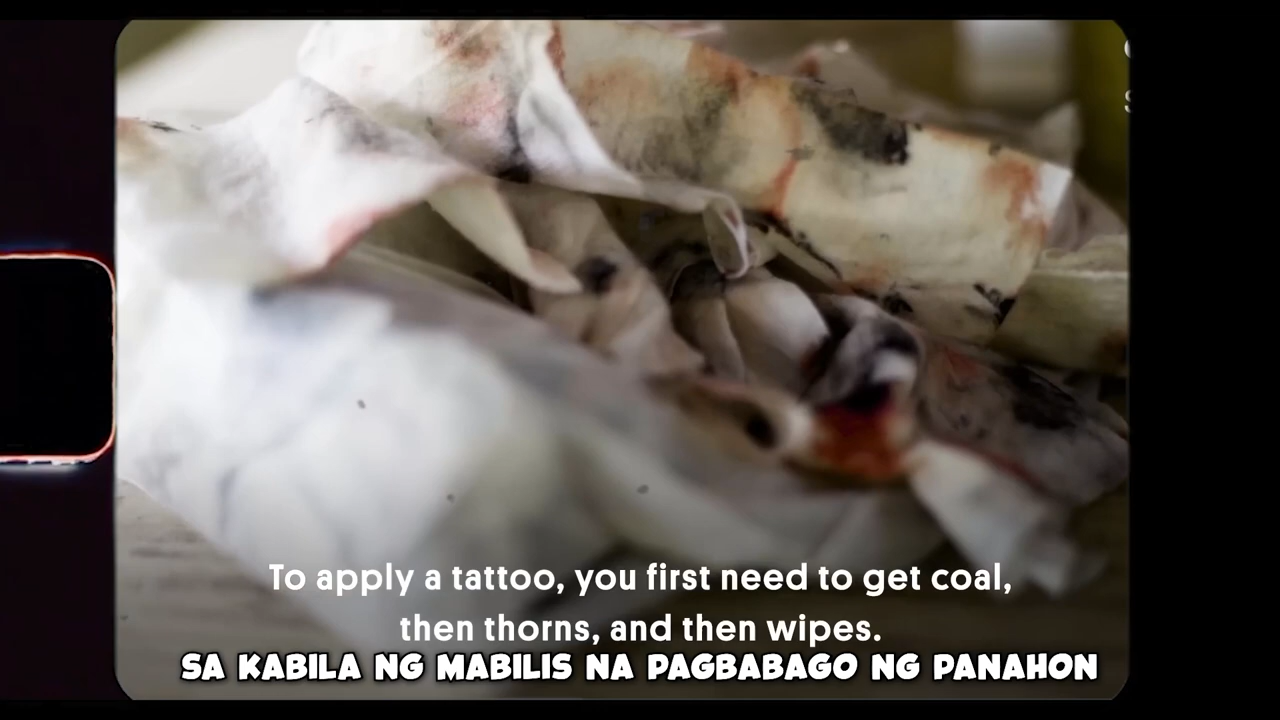 To apply a tattoo, you first need to get coal,
then thorns, and then wipes.
SA KABILA NG MABILIS NA PAGBABAGO NG PANAHON